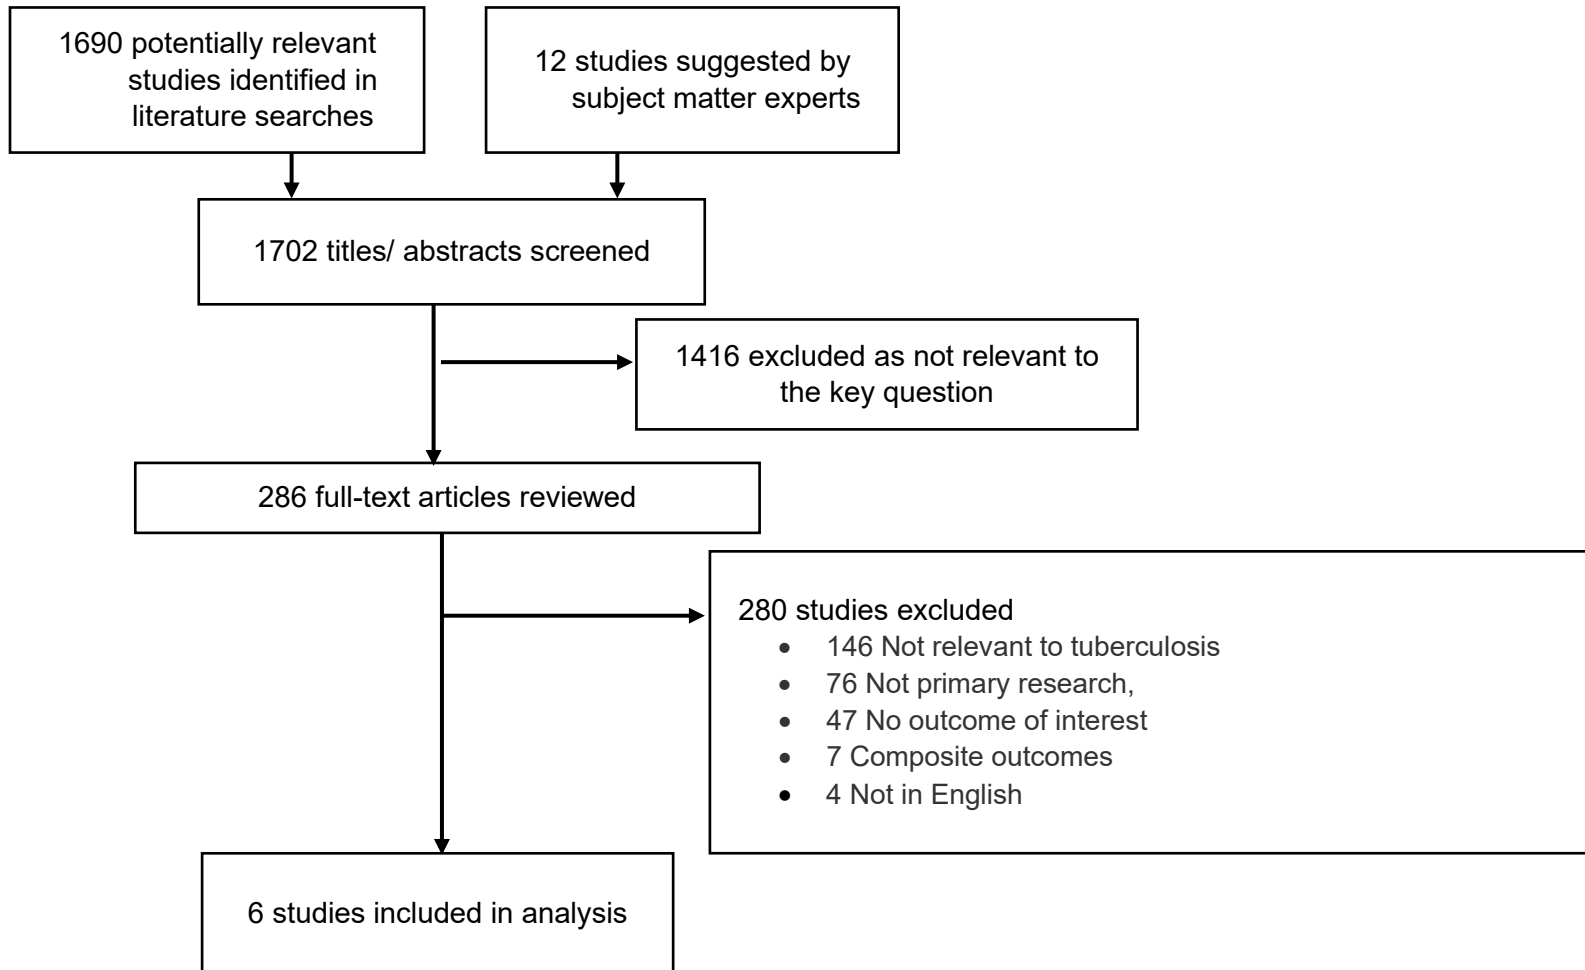 1690 potentially relevant
studies identified in
literature searches
12 studies suggested by
subject matter experts
1702 titles/ abstracts screened
1416 excluded as not relevant to
the key question
286 full-text articles reviewed
280 studies excluded
• 146 Not relevant to tuberculosis
• 76 Not primary research,
• 47 No outcome of interest
• 7 Composite outcomes
• 4 Not in English
6 studies included in analysis